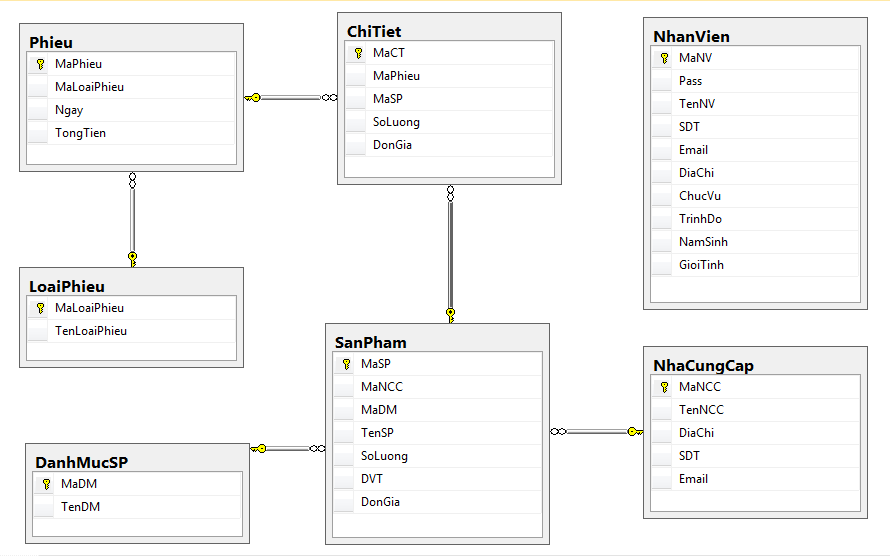 Phieu
MaPhieu
MaLoaiPhieu
Ngay
TongTien
ChiTiet
MaCT
MaPhieu
MaSP
SoLuong
DonGia
NhanVien
MaNV
Pass
TenNV
SDT
Email
DiaChi
ChucVu
TrinhDo
NamSinh
GioiTinh
LoaiPhieu
MaLoaiPhieu
TenLoaiPhieu
SanPham
MaSP
MaNCC
MaDM
TenSP
SoLuong
DVT
DonGia
NhaCungCap
MaNCC
TenNCC
DiaChi
SDT
Email
DanhMucSP
MaDM
TenDM